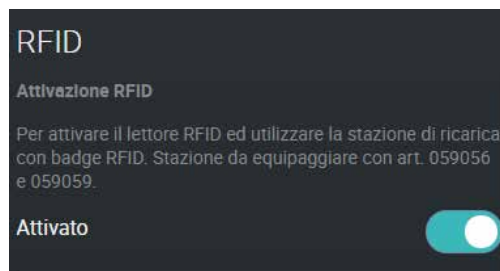 RFID
Attivazione RFID
Per attivare il lettore RFID ed utilizzare la stazione di ricarica
con badge RFID. Stazione da equipaggiare con art. 059056
e 059059.
Attivato